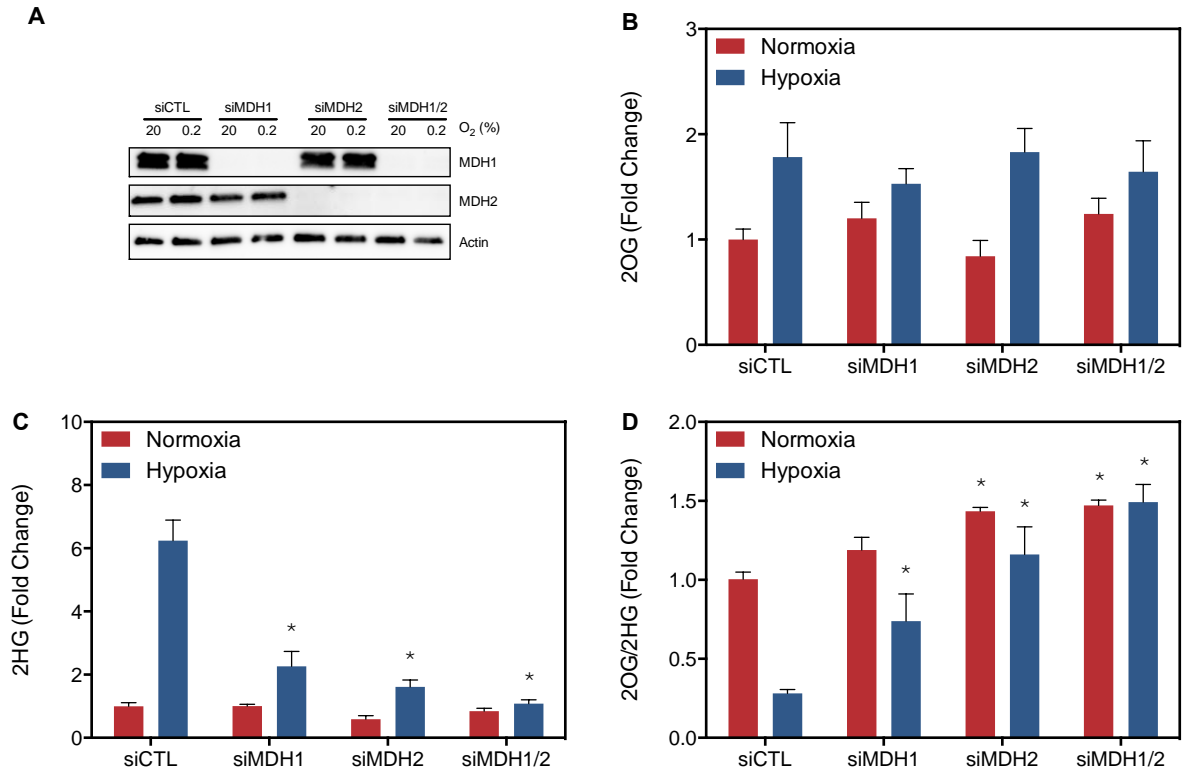 A
siCTL siMDH1 siMDH2 siMDH1/2
20 0.2 20 0.2 20 0.2 20 0.2 O2 (%)
MDH1
MDH2
Actin
B
2OG (Fold Change)
3
2
1
0
Normoxia
Hypoxia
siCTL siMDH1 siMDH2 siMDH1/2
C
2HG (Fold Change)
10
8
6
4
2
0
Normoxia
Hypoxia
* * *
siCTL siMDH1 siMDH2 siMDH1/2
D
2OG/2HG (Fold Change)
2.0
1.5
1.0
0.5
0.0
Normoxia
Hypoxia
* * * * *
siCTL siMDH1 siMDH2 siMDH1/2